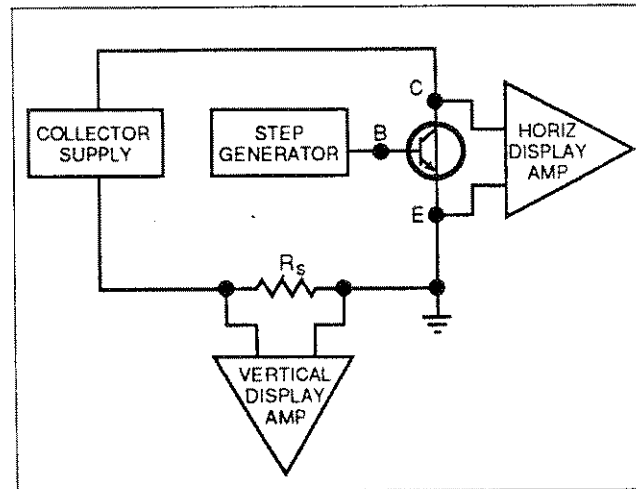 C
COLLECTOR
SUPPLY
STEP
GENERATOR
B
HORIZ
DISPLAY
AMP
E
Rs
VERTICAL
DISPLAY
AMP